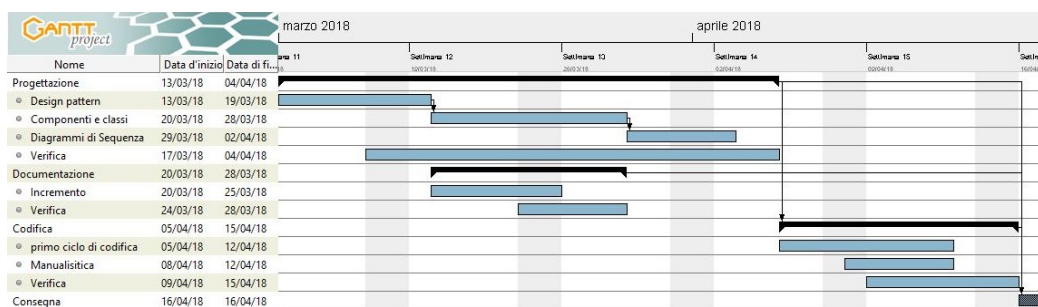 GANTT
project
marzo 2018
aprile 2018
Settimana 12
Settimana 13
Settimana 14
Settimana 15
Nome Data d'inizio Data di fi...
Progettazione 13/03/18 04/04/18
Design pattern 13/03/18 19/03/18
Componenti e classi 20/03/18 28/03/18
Diagrammi di Sequenza 29/03/18 02/04/18
Verifica 17/03/18 04/04/18
Documentazione 20/03/18 28/03/18
Incremento 20/03/18 25/03/18
Verifica 24/03/18 28/03/18
Codifica 05/04/18 15/04/18
primo ciclo di codifica 05/04/18 12/04/18
Manualisitica 08/04/18 12/04/18
Verifica 09/04/18 15/04/18
Consegna 16/04/18 16/04/18